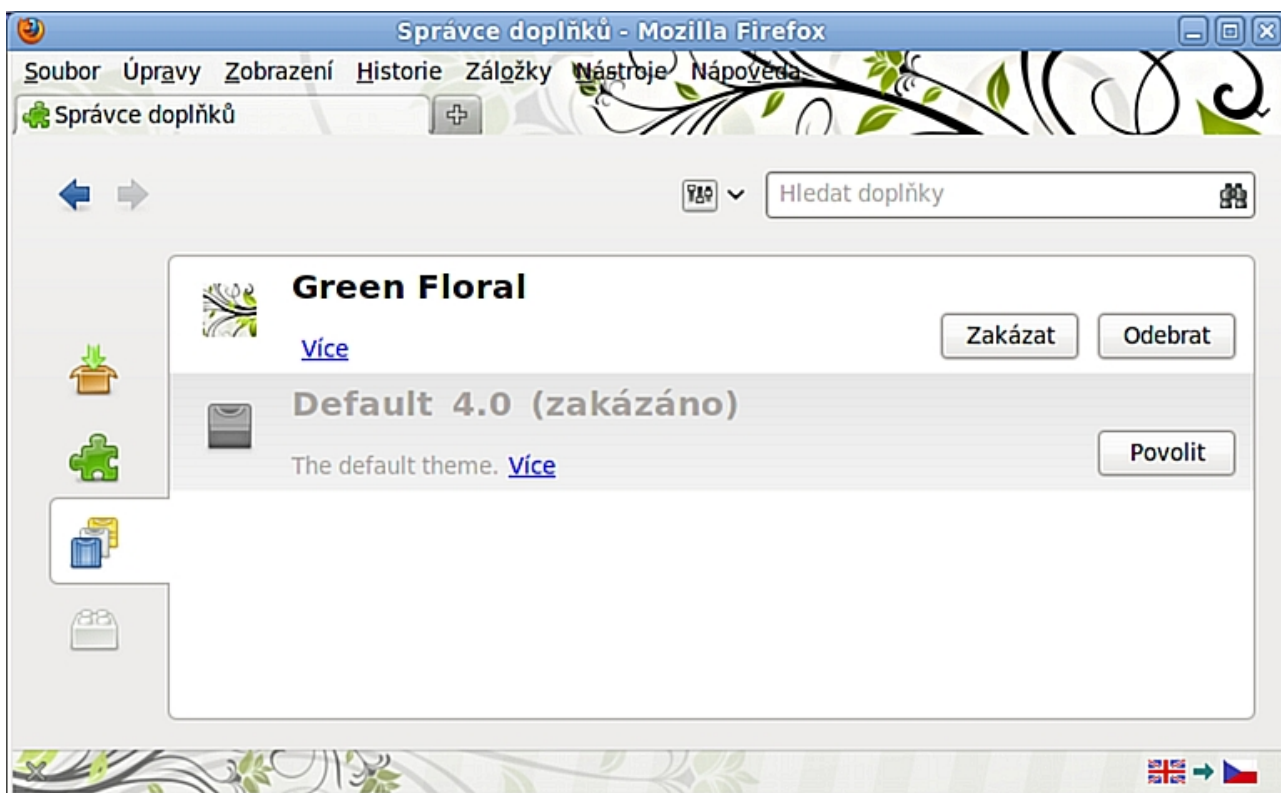 Správce doplňků - Mozilla Firefox
Soubor Úpravy Zobrazení Historie Záložky Nástroje Nápověda
Správce doplňků
Hledat doplňky
Green Floral
Více
Zakázat Odebrat
Default 4.0 (zakázáno)
The default theme. Více
Povolit